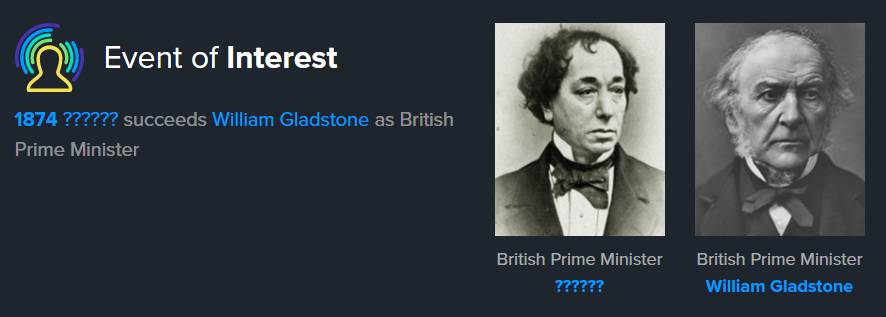 Event of Interest
1874 ?????? succeeds William Gladstone as British
Prime Minister
British Prime Minister
??????
British Prime Minister
William Gladstone